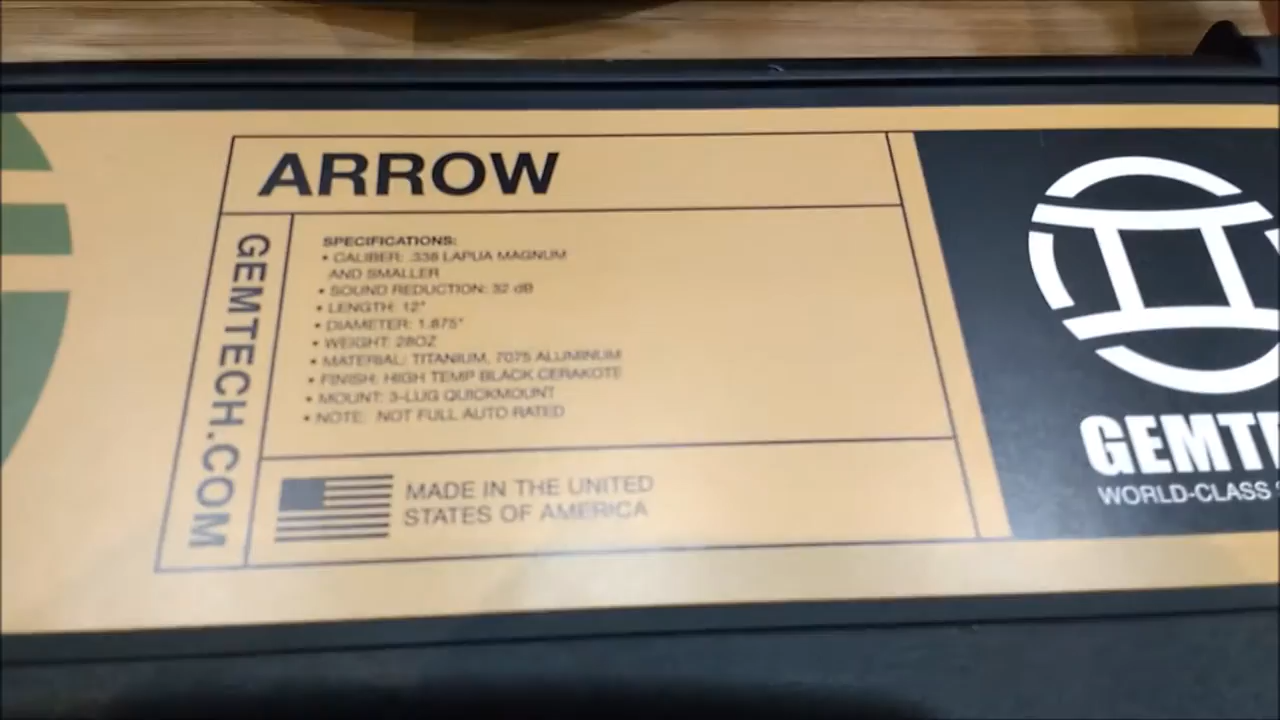 ARROW
GEMTECH.COM
SPECIFICATIONS:
• CALIBER: .338 LAPUA MAGNUM
AND SMALLER
• SOUND REDUCTION: 32 dB
• LENGTH: 12"
• DIAMETER: 1.875"
• WEIGHT: 28OZ
• MATERIAL: TITANIUM, 7075 ALUMINUM
• FINISH: HIGH TEMP BLACK CERAKOTE
• MOUNT: 3-LUG QUICKMOUNT
• NOTE: NOT FULL AUTO RATED
MADE IN THE UNITED
STATES OF AMERICA
GEMTE
WORLD-CLASS